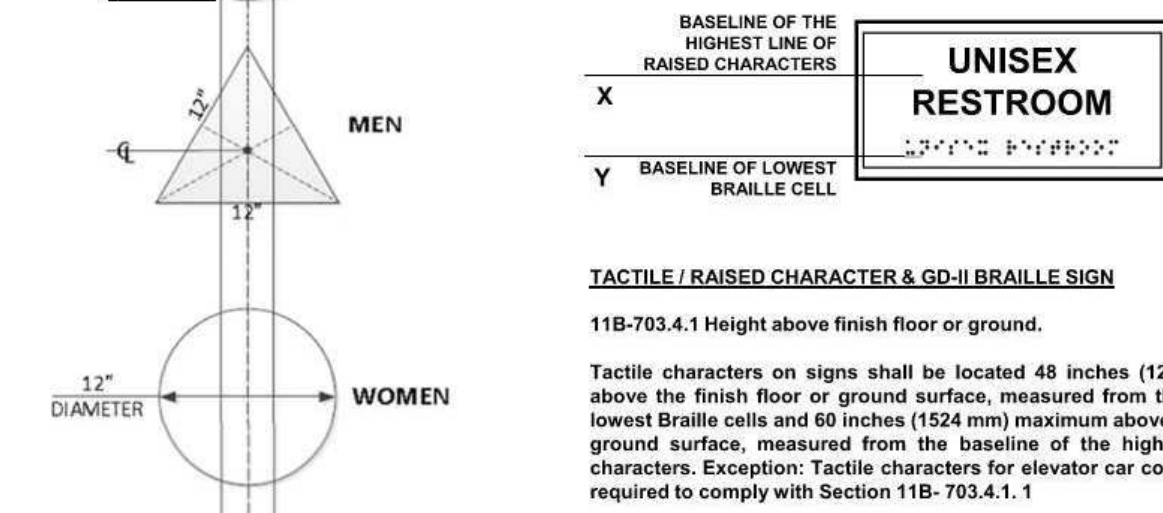 12"
℄
MEN
12"
12"
DIAMETER
WOMEN
BASELINE OF THE
HIGHEST LINE OF
RAISED CHARACTERS
X
Y
BASELINE OF LOWEST
BRAILLE CELL
UNISEX
RESTROOM
TACTILE / RAISED CHARACTER & GD-II BRAILLE SIGN
11B-703.4.1 Height above finish floor or ground.
Tactile characters on signs shall be located 48 inches (12
above the finish floor or ground surface, measured from
lowest Braille cells and 60 inches (1524 mm) maximum above
ground surface, measured from the baseline of the
characters. Exception: Tactile characters for elevator car
required to comply with Section 11B- 703.4.1. 1